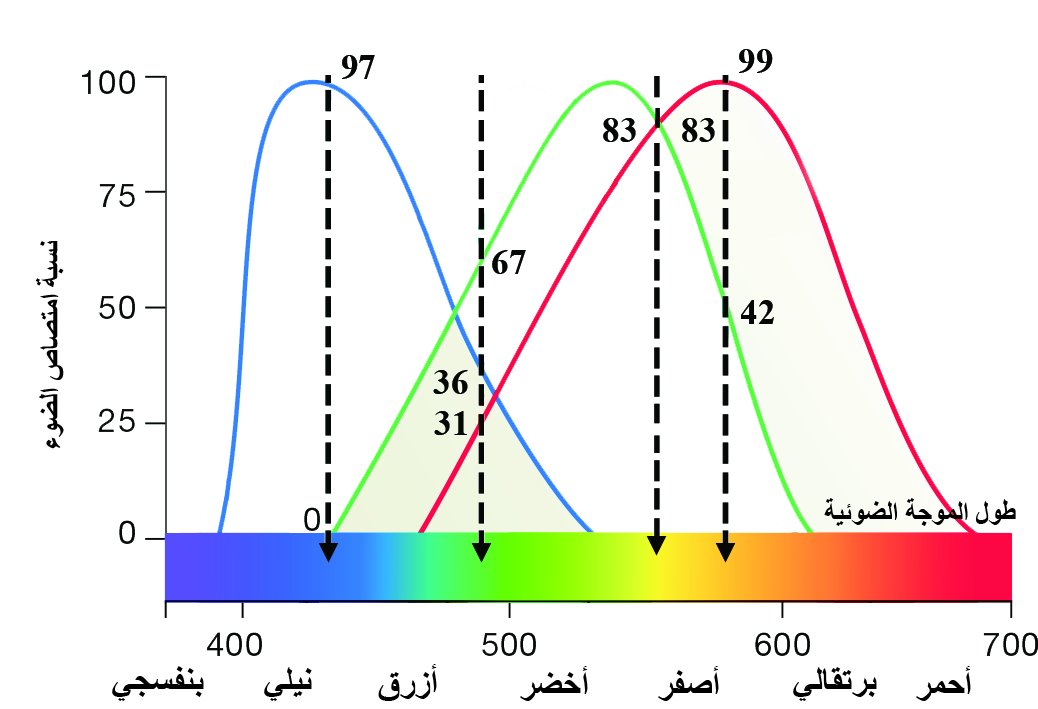 100
75
50
25
0
نسبة امتصاص الضوء
97
99
83
83
67
42
36
31
0
طول الموجة الضوئية
400
500
600
700
بنفسجي
نيلي
أزرق
أخضر
أصفر
برتقالي
أحمر